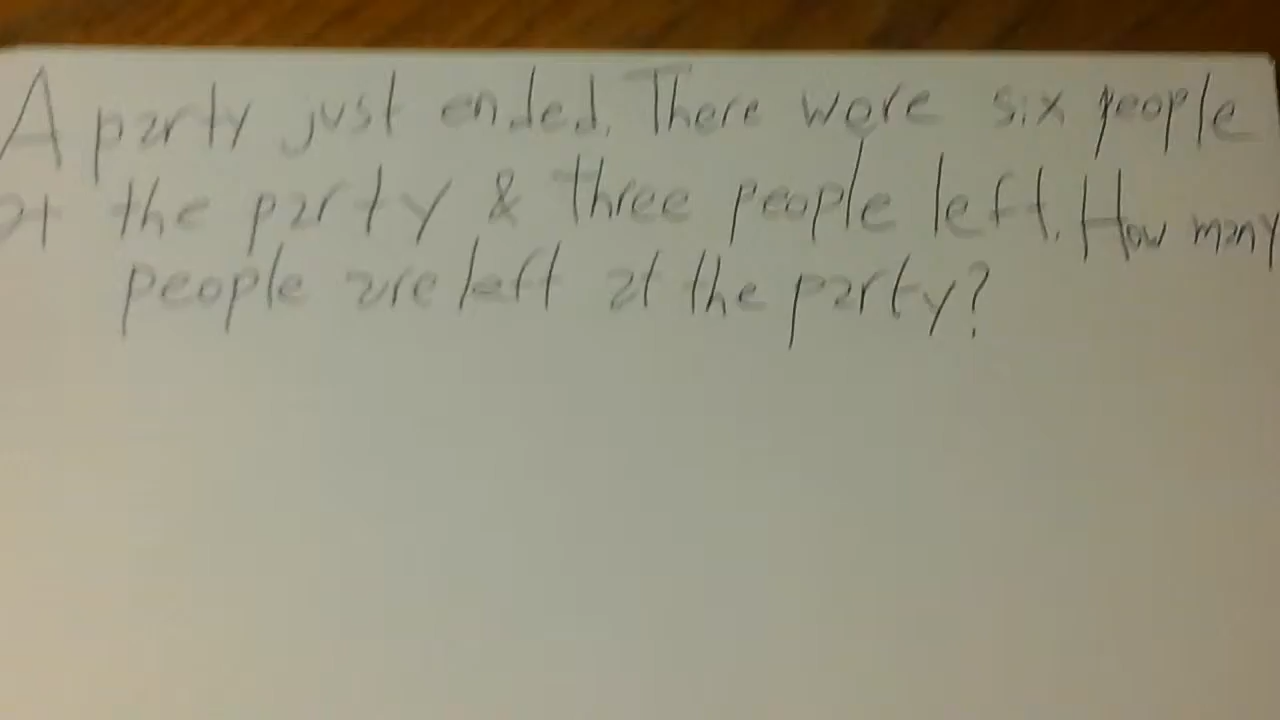 A party just ended. There were six people
at the party & three people left. How many
people are left at the party?